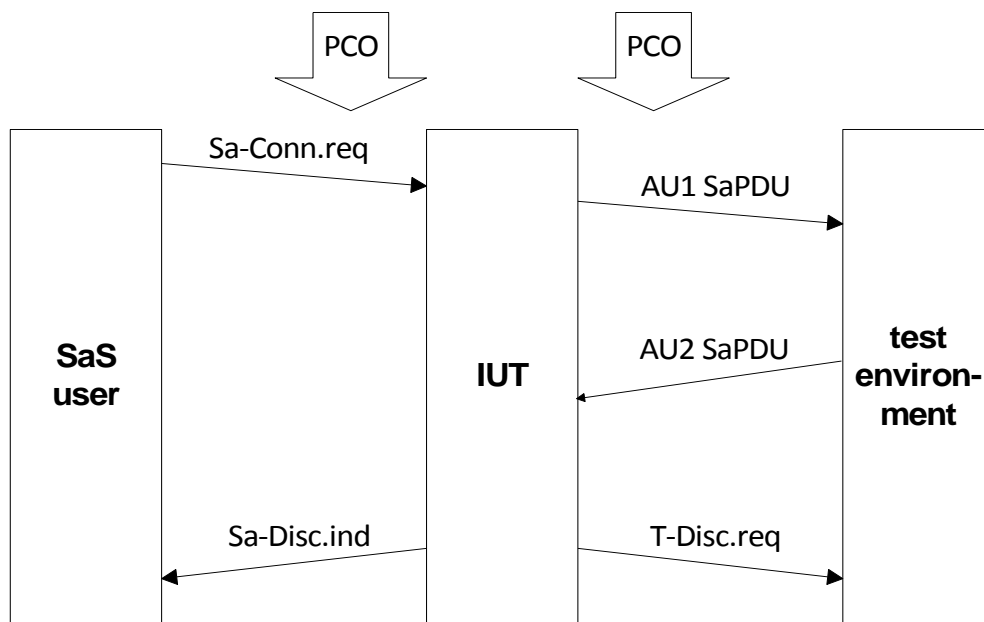 PCO
PCO
Sa-Conn.req
AU1 SaPDU
SaS
user
IUT
AU2 SaPDU
test
environ-
ment
Sa-Disc.ind
T-Disc.req